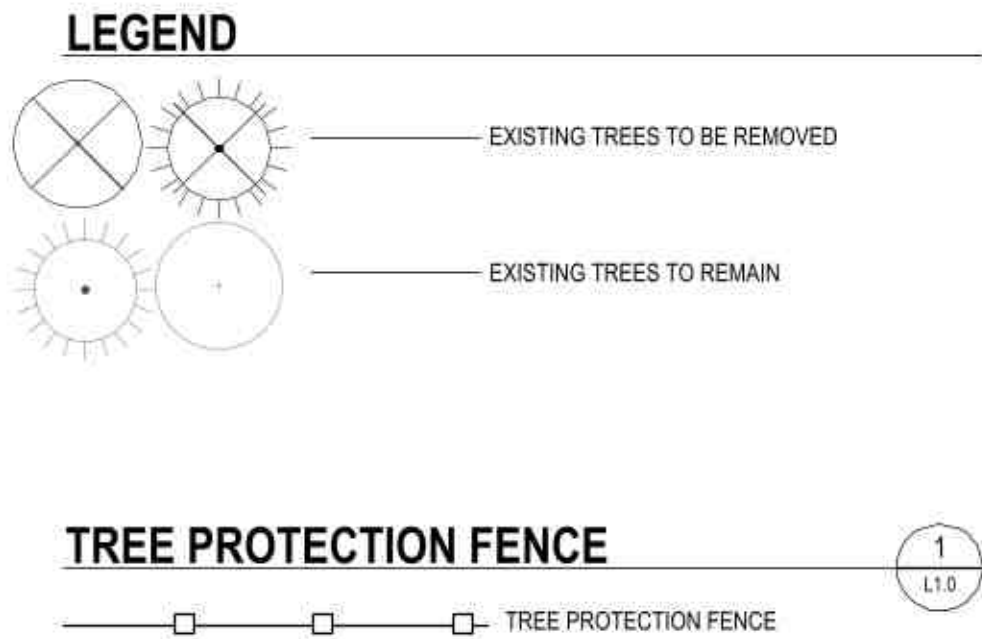 LEGEND
EXISTING TREES TO BE REMOVED
EXISTING TREES TO REMAIN
TREE PROTECTION FENCE
1
L1.0
TREE PROTECTION FENCE